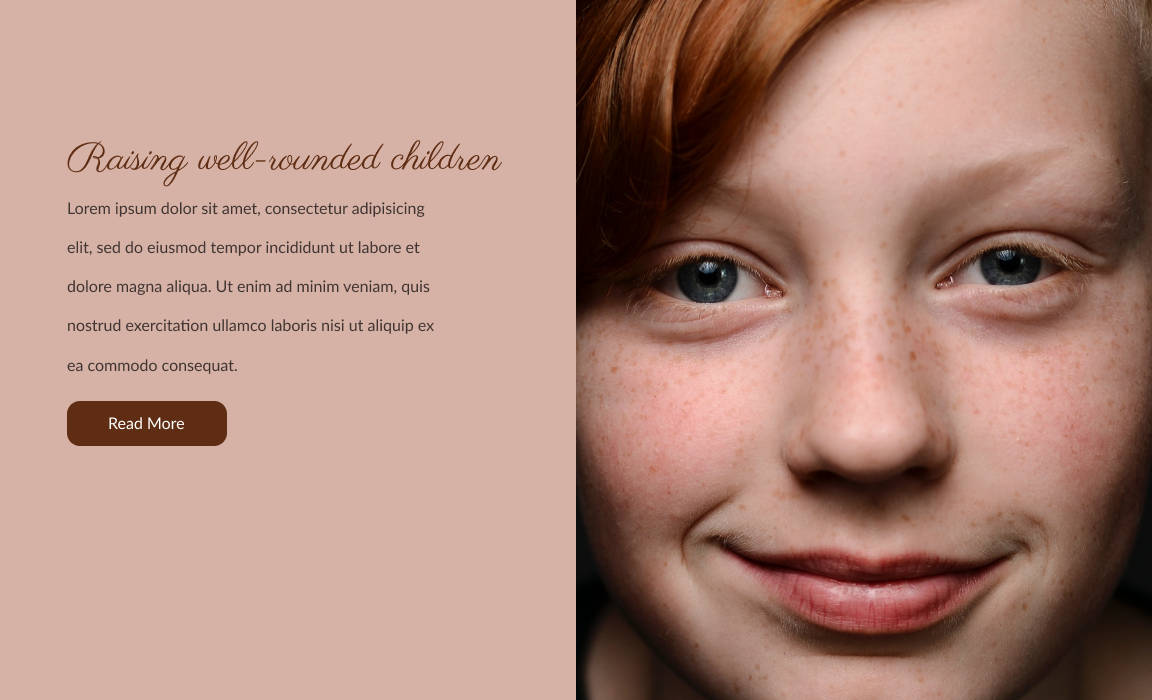 Raising well-rounded children
Lorem ipsum dolor sit amet, consectetur adipisicing
elit, sed do eiusmod tempor incididunt ut labore et
dolore magna aliqua. Ut enim ad minim veniam, quis
nostrud exercitation ullamco laboris nisi ut aliquip ex
ea commodo consequat.
Read More